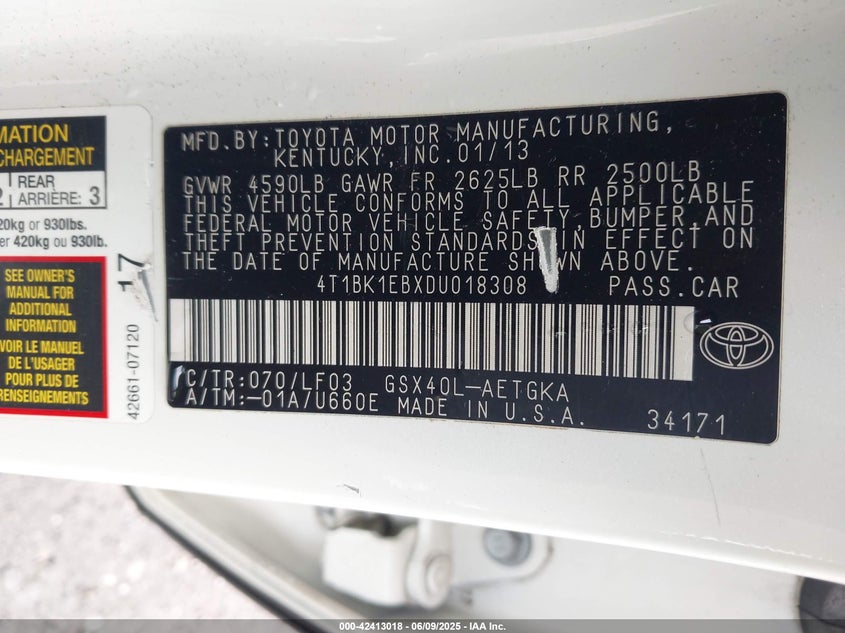 MFD.BY: TOYOTA MOTOR MANUFACTURING,
KENTUCKY, INC. 01/13
GVWR 4590LB GAWR FR 2625LB RR 2500LB
THIS VEHICLE CONFORMS TO ALL APPLICABLE
FEDERAL MOTOR VEHICLE SAFETY, BUMPER, AND
THEFT PREVENTION STANDARDS IN EFFECT ON
THE DATE OF MANUFACTURE SHOWN ABOVE.
4T1BK1EBXDU018308 PASS.CAR
C/TR:070/LF03 GSX40L-AETGKA
A/TM:-01A/U660E MADE IN U.S.A.
34171
MATION
CHARGEMENT
2 REAR
ARRIÈRE: 3
20kg or 930lbs.
er 420kg ou 930lb.
SEE OWNER'S
MANUAL FOR
ADDITIONAL
INFORMATION
VOIR LE MANUEL
DE L'USAGER
POUR PLUS DE
RENSEIGNEMENTS
17
42661-07120
000-42413018 | 06/09/2025 - IAA Inc.